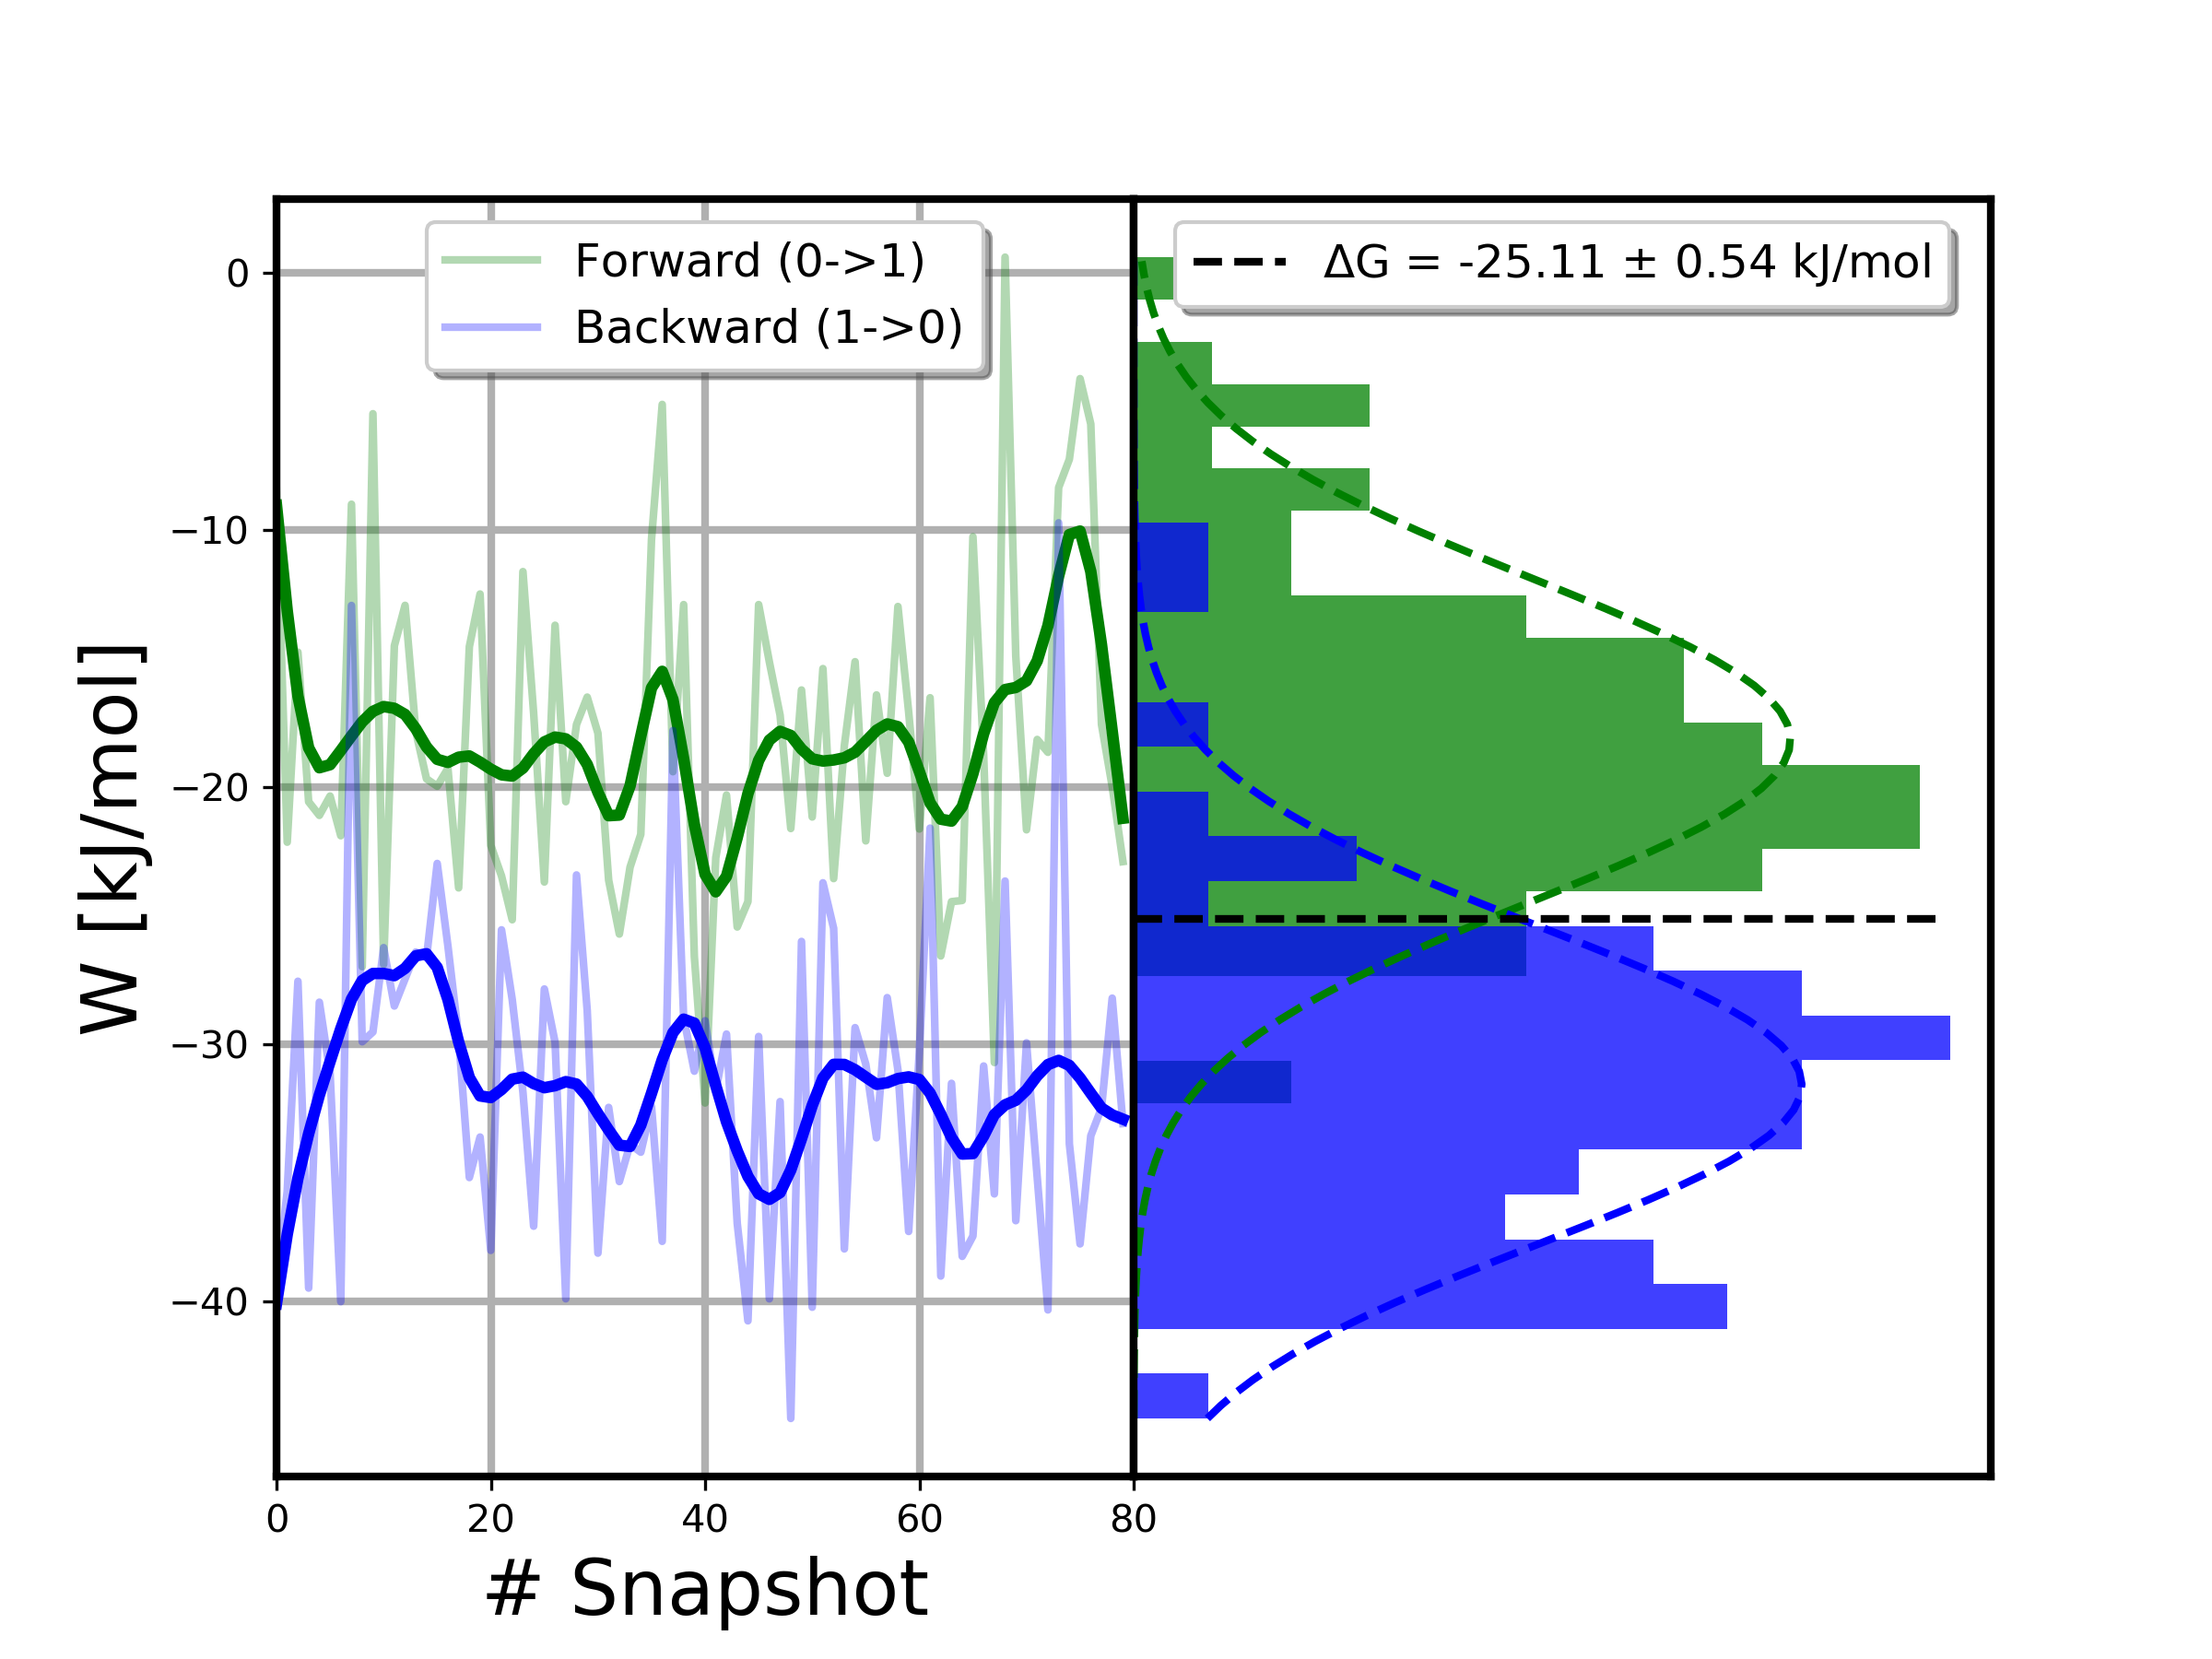 Forward (0->1)
Backward (1->0)
ΔG = -25.11 ± 0.54 kJ/mol
W [kJ/mol]
0
−10
−20
−30
−40
0 20 40 60 80
# Snapshot